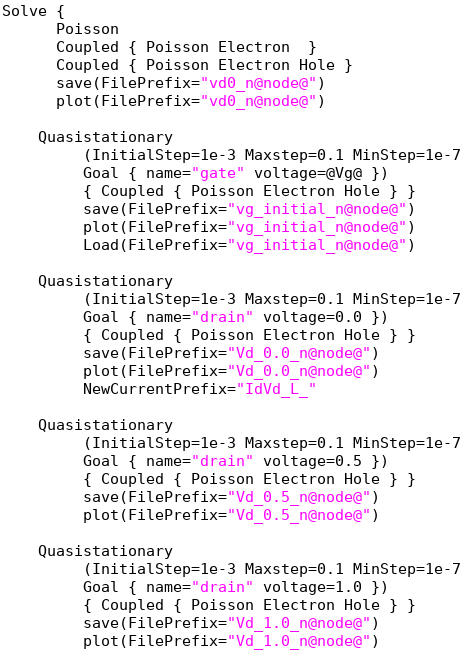 Solve {
Poisson
Coupled { Poisson Electron  }
Coupled { Poisson Electron Hole }
save(FilePrefix="vd0_n@node@")
plot(FilePrefix="vd0_n@node@")
Quasistationary
(InitialStep=1e-3 Maxstep=0.1 MinStep=1e-7
Goal { name="gate" voltage=@Vg@ })
{ Coupled { Poisson Electron Hole } }
save(FilePrefix="vg_initial_n@node@")
plot(FilePrefix="vg_initial_n@node@")
Load(FilePrefix="vg_initial_n@node@")
Quasistationary
(InitialStep=1e-3 Maxstep=0.1 MinStep=1e-7
Goal { name="drain" voltage=0.0 })
{ Coupled { Poisson Electron Hole } }
save(FilePrefix="Vd_0.0_n@node@")
plot(FilePrefix="Vd_0.0_n@node@")
NewCurrentPrefix="IdVd_L_"
Quasistationary
(InitialStep=1e-3 Maxstep=0.1 MinStep=1e-7
Goal { name="drain" voltage=0.5 })
{ Coupled { Poisson Electron Hole } }
save(FilePrefix="Vd_0.5_n@node@")
plot(FilePrefix="Vd_0.5_n@node@")
Quasistationary
(InitialStep=1e-3 Maxstep=0.1 MinStep=1e-7
Goal { name="drain" voltage=1.0 })
{ Coupled { Poisson Electron Hole } }
save(FilePrefix="Vd_1.0_n@node@")
plot(FilePrefix="Vd_1.0_n@node@")